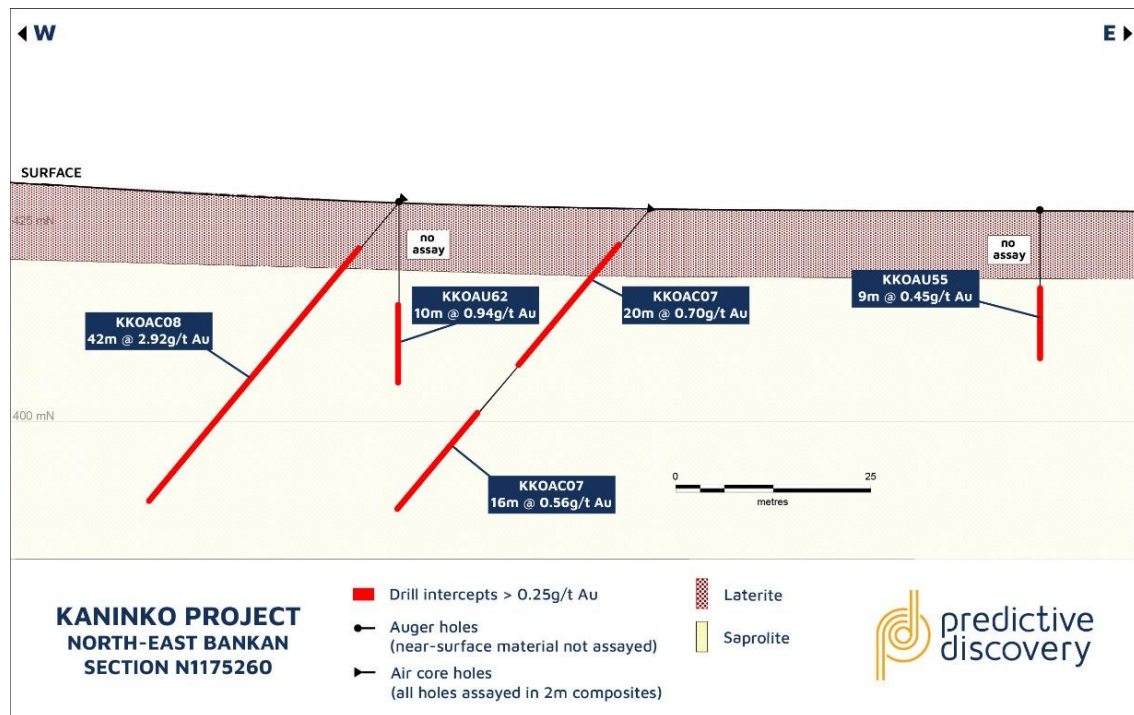 W
E
SURFACE
425 mN
no
assay
no
assay
KKOAU55
9m @ 0.45g/t Au
KKOAU62
10m @ 0.94g/t Au
KKOAC07
20m @ 0.70g/t Au
KKOAC08
42m @ 2.92g/t Au
400 mN
KKOAC07
16m @ 0.56g/t Au
0 25
metres
KANINKO PROJECT
NORTH-EAST BANKAN
SECTION N1175260
Drill intercepts > 0.25g/t Au
Auger holes
(near-surface material not assayed)
Air core holes
(all holes assayed in 2m composites)
Laterite
Saprolite
predictive
discovery